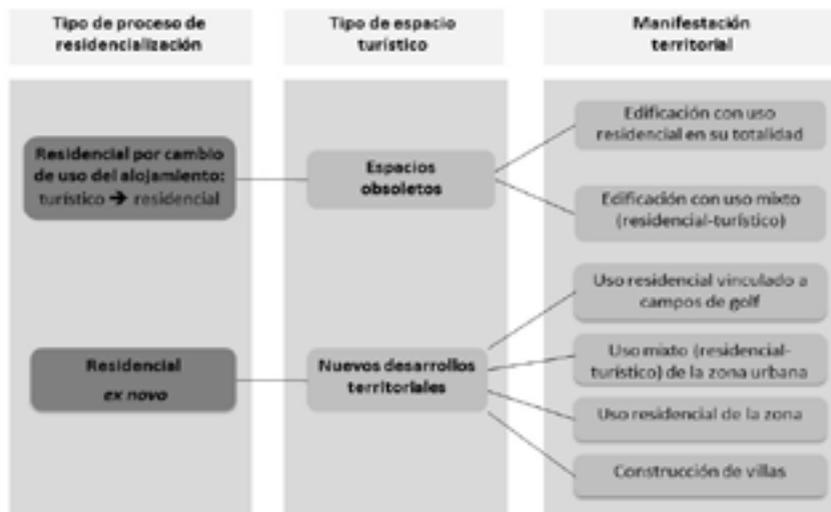 Tipo de proceso de
residencialización
Tipo de espacio
turístico
Manifestación
territorial
Residencial por cambio
de uso del alojamiento:
turístico → residencial
Espacios
obsoletos
Edificación con uso
residencial en su totalidad
Edificación con uso mixto
(residencial-turístico)
Residencial
ex novo
Nuevos desarrollos
territoriales
Uso residencial vinculado a
campos de golf
Uso mixto (residencial-
turístico) de la zona urbana
Uso residencial de la zona
Construcción de villas